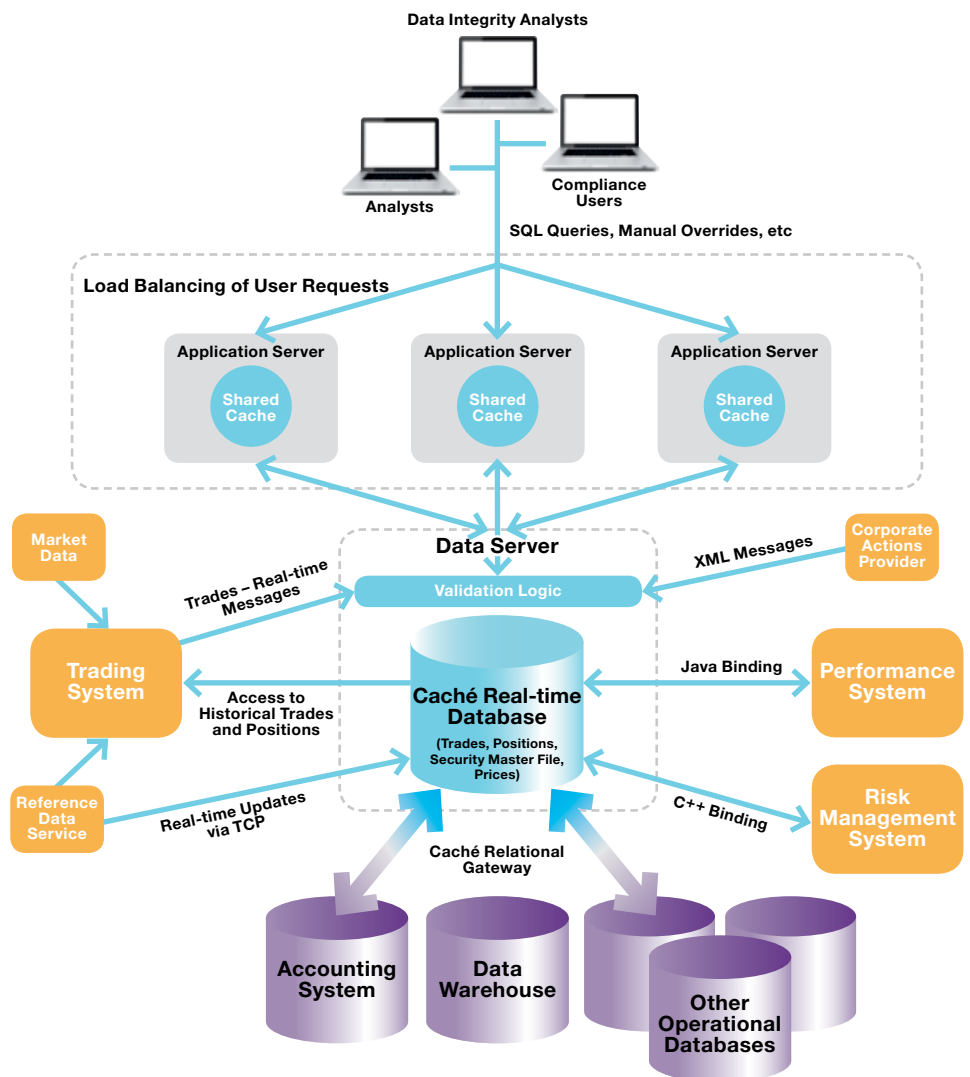 Data Integrity Analysts
Analysts
Compliance
Users
SQL Queries, Manual Overrides, etc
Load Balancing of User Requests
Application Server
Shared
Cache
Application Server
Shared
Cache
Application Server
Shared
Cache
Market
Data
Data Server
Corporate
Actions
Provider
XML Messages
Trades – Real-time
Messages
Validation Logic
Trading
System
Access to
Historical Trades
and Positions
Caché Real-time
Database
(Trades, Positions,
Security Master File,
Prices)
Java Binding
Performance
System
Reference
Data
Service
Real-time Updates
via TCP
C++ Binding
Risk
Management
System
Caché Relational
Gateway
Accounting
System
Data
Warehouse
Other
Operational
Databases